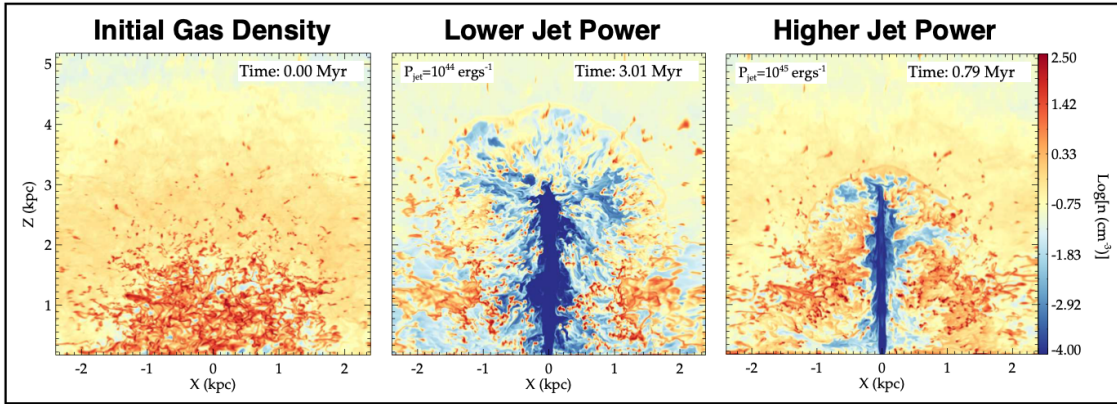 Initial Gas Density
Lower Jet Power
Higher Jet Power
Time: 0.00 Myr
P_jet=10^44 ergs^-1
Time: 3.01 Myr
P_jet=10^45 ergs^-1
Time: 0.79 Myr
5
4
3
2
1
Z (kpc)
-2 -1 0 1 2
X (kpc)
-2 -1 0 1 2
X (kpc)
-2 -1 0 1 2
X (kpc)
2.50
1.42
0.33
-0.75
-1.83
-2.92
-4.00
Log[n (cm^-3)]